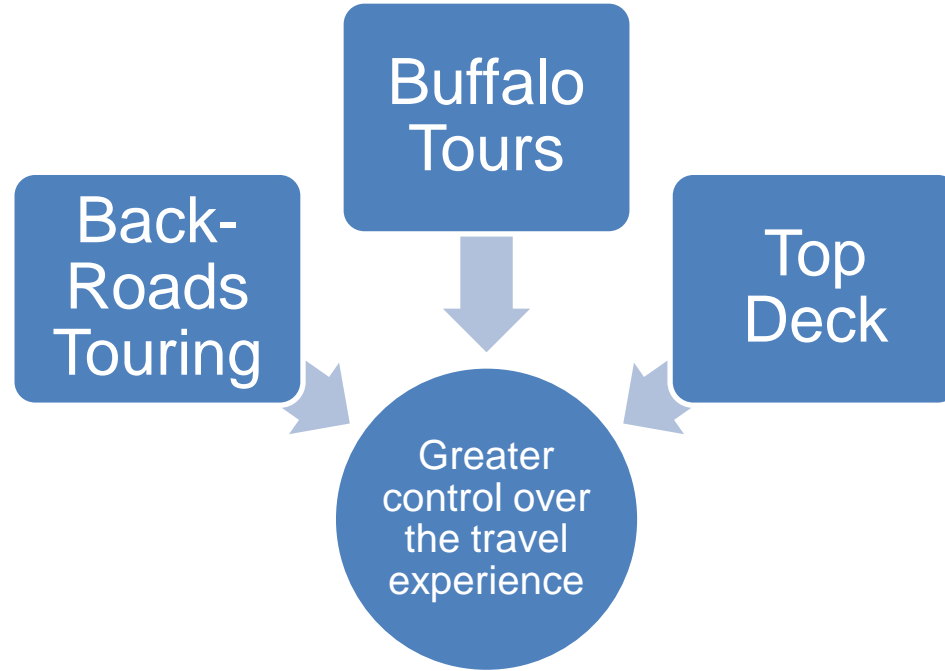 Buffalo
Tours
Back-
Roads
Touring
Top
Deck
Greater
control over
the travel
experience